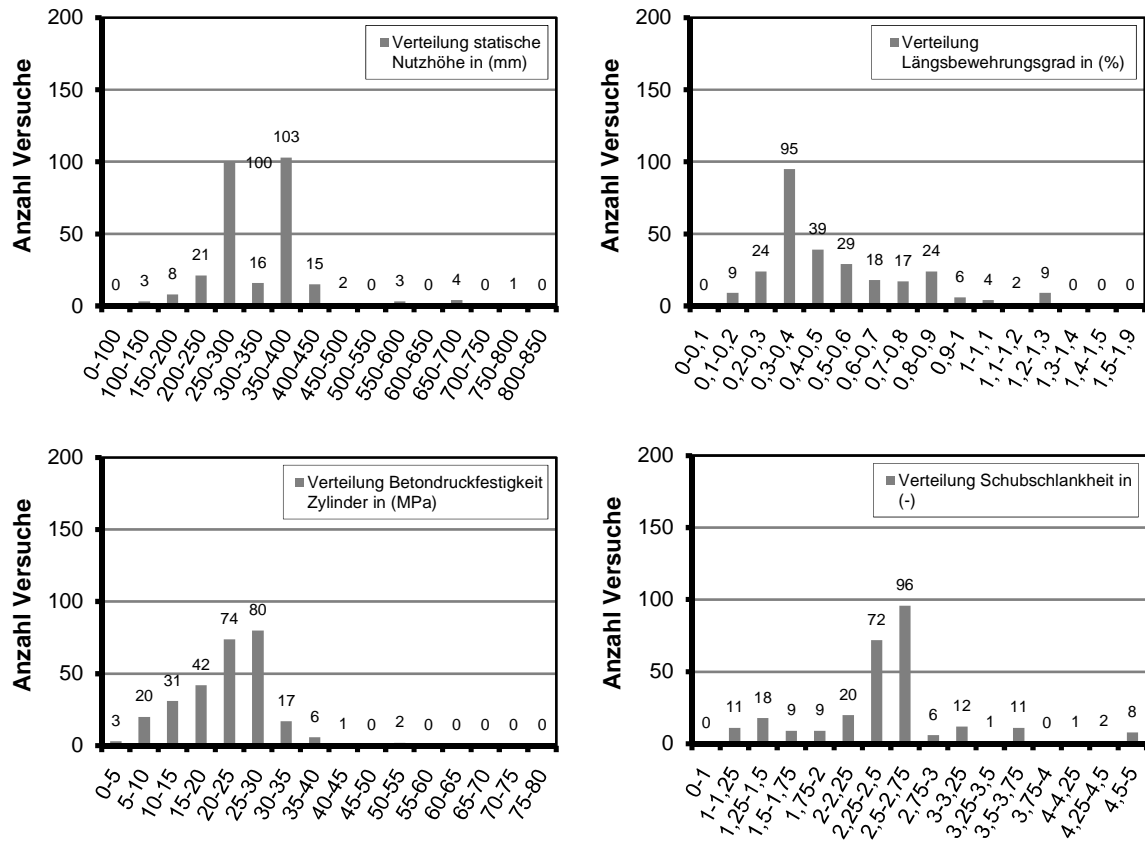 200
150
100
50
0
Anzahl Versuche
Verteilung statische
Nutzhöhe in (mm)
0 3 8 21 100 16 103 15 2 0 3 0 4 0 1 0
0-100 100-150 150-200 200-250 250-300 300-350 350-400 400-450 450-500 500-550 550-600 600-650 650-700 700-750 750-800 800-850
200
150
100
50
0
Anzahl Versuche
Verteilung
Längsbewehrungsgrad in (%)
0 9 24 95 39 29 18 17 24 6 4 2 9 0 0 0
0-0,1 0,1-0,2 0,2-0,3 0,3-0,4 0,4-0,5 0,5-0,6 0,6-0,7 0,7-0,8 0,8-0,9 0,9-1 1-1,1 1,1-1,2 1,2-1,3 1,3-1,4 1,4-1,5 1,5-1,9
200
150
100
50
0
Anzahl Versuche
Verteilung Betondruckfestigkeit
Zylinder in (MPa)
3 20 31 42 74 80 17 6 1 0 2 0 0 0 0 0
0-5 5-10 10-15 15-20 20-25 25-30 30-35 35-40 40-45 45-50 50-55 55-60 60-65 65-70 70-75 75-80
200
150
100
50
0
Anzahl Versuche
Verteilung Schubschlankheit in
(-)
0 11 18 9 9 20 72 96 6 12 1 11 0 1 2 8
0-1 1-1,25 1,25-1,5 1,5-1,75 1,75-2 2-2,25 2,25-2,5 2,5-2,75 2,75-3 3-3,25 3,25-3,5 3,5-3,75 3,75-4 4-4,25 4,25-4,5 4,5-5